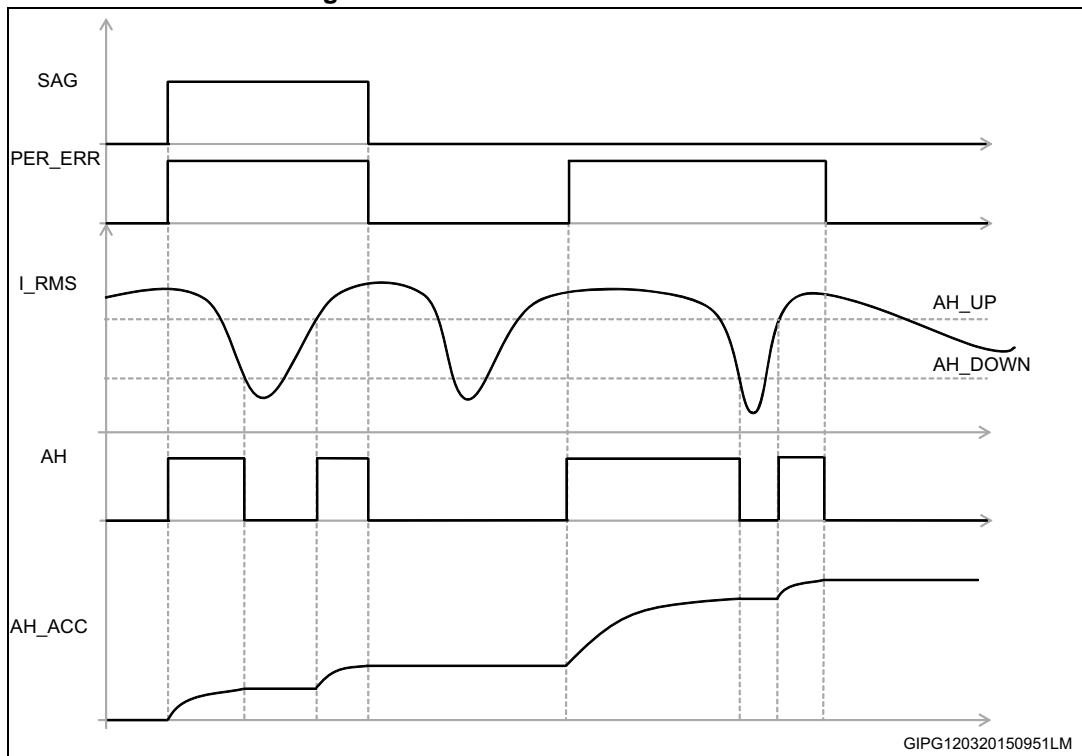 SAG
PER_ERR
I_RMS
AH_UP
AH_DOWN
AH
AH_ACC
GIPG120320150951LM